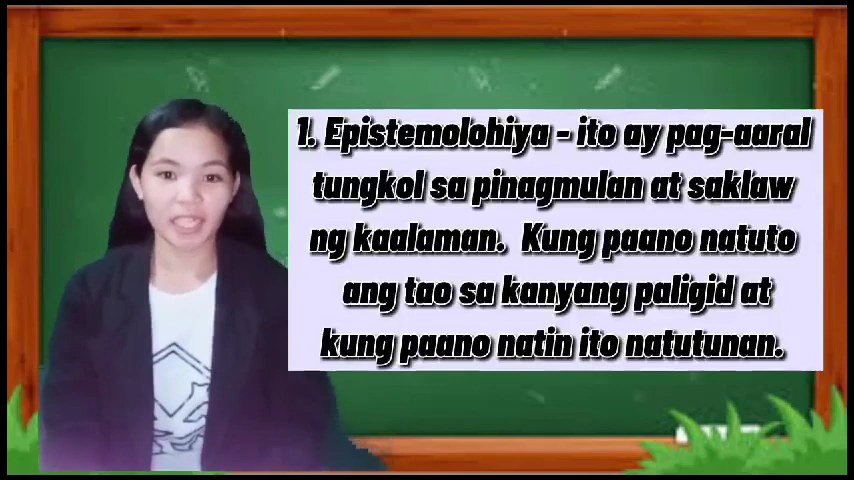 1. Epistemolohiya - ito ay pag-aaral
tungkol sa pinagmulan at saklaw
ng kaalaman. Kung paano natuto
ang tao sa kanyang paligid at
kung paano natin ito natutunan.